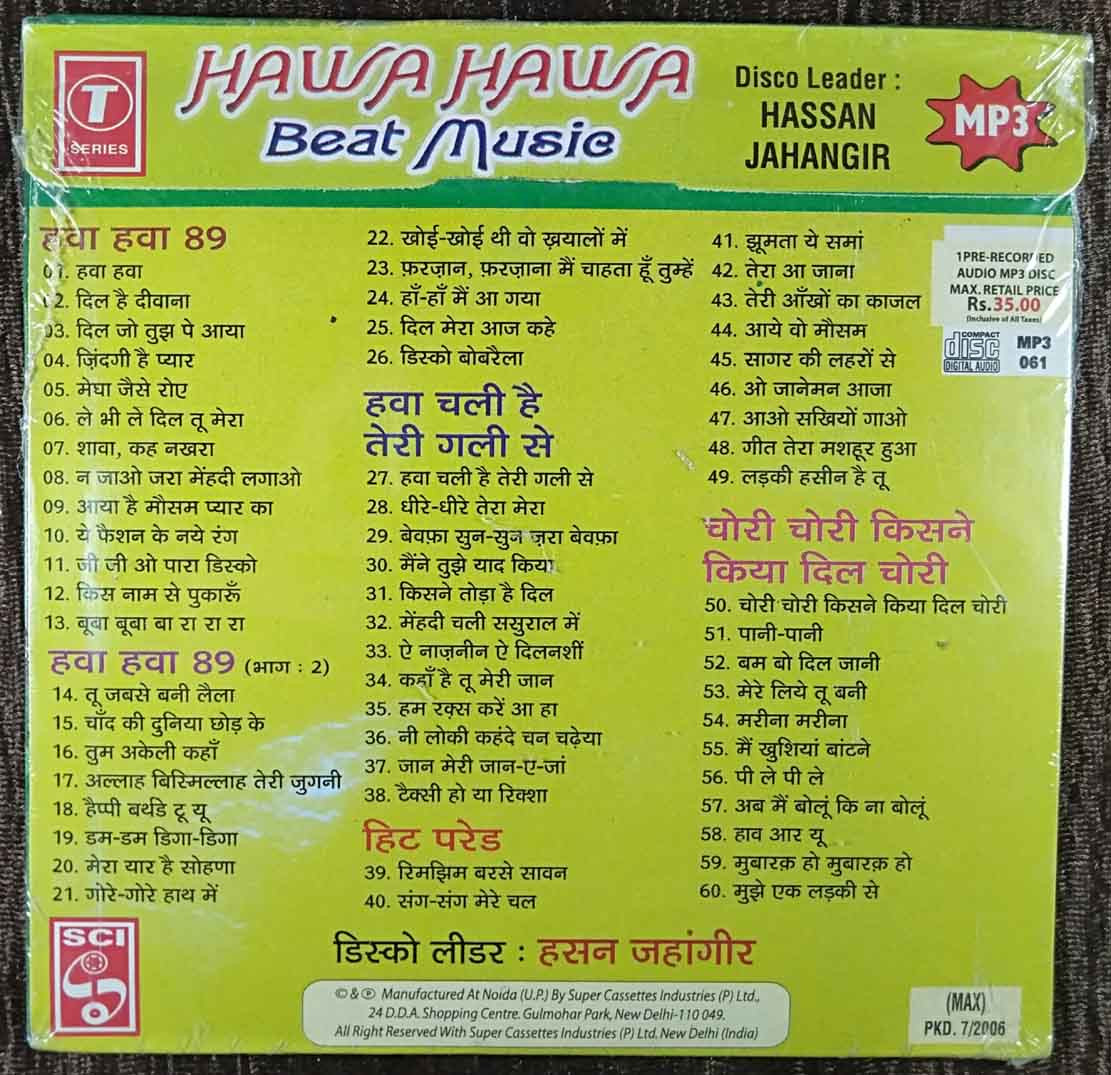 T
SERIES
HAWA HAWA
Beat Music
Disco Leader :
HASSAN
JAHANGIR
MP3
हवा हवा 89
01. हवा हवा
02. दिल है दीवाना
03. दिल जो तुझ पे आया
04. ज़िंदगी है प्यार
05. मेघा जैसे रोए
06. ले भी ले दिल तू मेरा
07. शावा, कह नखरा
08. न जाओ जरा मेंहदी लगाओ
09. आया है मौसम प्यार का
10. ये फैशन के नये रंग
11. जी जी ओ पारा डिस्को
12. किस नाम से पुकारूँ
13. बूबा बूबा बा रा रा रा
हवा हवा 89 (भाग : 2)
14. तू जबसे बनी लैला
15. चाँद की दुनिया छोड़ के
16. तुम अकेली कहाँ
17. अल्लाह बिस्मिल्लाह तेरी जुगनी
18. हैप्पी बर्थडे टू यू
19. डम-डम डिगा-डिगा
20. मेरा यार है सोहणा
21. गोरे-गोरे हाथ में
22. खोई-खोई थी वो ख़यालों में
23. फ़रज़ान, फ़रज़ाना मैं चाहता हूँ तुम्हें
24. हाँ-हाँ मैं आ गया
25. दिल मेरा आज कहे
26. डिस्को बोबरैला
हवा चली है
तेरी गली से
27. हवा चली है तेरी गली से
28. धीरे-धीरे तेरा मेरा
29. बेवफ़ा सुन-सुन ज़रा बेवफ़ा
30. मैंने तुझे याद किया
31. किसने तोड़ा है दिल
32. मेंहदी चली ससुराल में
33. ऐ नाज़नीन ऐ दिलनशीं
34. कहाँ है तू मेरी जान
35. हम रक्स करें आ हा
36. नी लोकी कहंदे चन चढ़ेया
37. जान मेरी जान-ए-जां
38. टैक्सी हो या रिक्शा
हिट परेड
39. रिमझिम बरसे सावन
40. संग-संग मेरे चल
41. झूमता ये समां
42. तेरा आ जाना
43. तेरी आँखों का काजल
44. आये वो मौसम
45. सागर की लहरों से
46. ओ जानेमन आजा
47. आओ सखियों गाओ
48. गीत तेरा मशहूर हुआ
49. लड़की हसीन है तू
चोरी चोरी किसने
किया दिल चोरी
50. चोरी चोरी किसने किया दिल चोरी
51. पानी-पानी
52. बम बो दिल जानी
53. मेरे लिये तू बनी
54. मरीना मरीना
55. मैं खुशियां बांटने
56. पी ले पी ले
57. अब मैं बोलूं कि ना बोलूं
58. हाव आर यू
59. मुबारक़ हो मुबारक़ हो
60. मुझे एक लड़की से
1PRE-RECORDED
AUDIO MP3 DISC
MAX. RETAIL PRICE
Rs.35.00
(Inclusive of All Taxes)
COMPACT
disc
DIGITAL AUDIO
MP3
061
SCI
डिस्को लीडर : हसन जहांगीर
© & ℗ Manufactured At Noida (U.P.) By Super Cassettes Industries (P) Ltd.,
24 D.D.A. Shopping Centre. Gulmohar Park, New Delhi-110 049.
All Right Reserved With Super Cassettes Industries (P) Ltd. New Delhi (India)
(MAX)
PKD. 7/2006